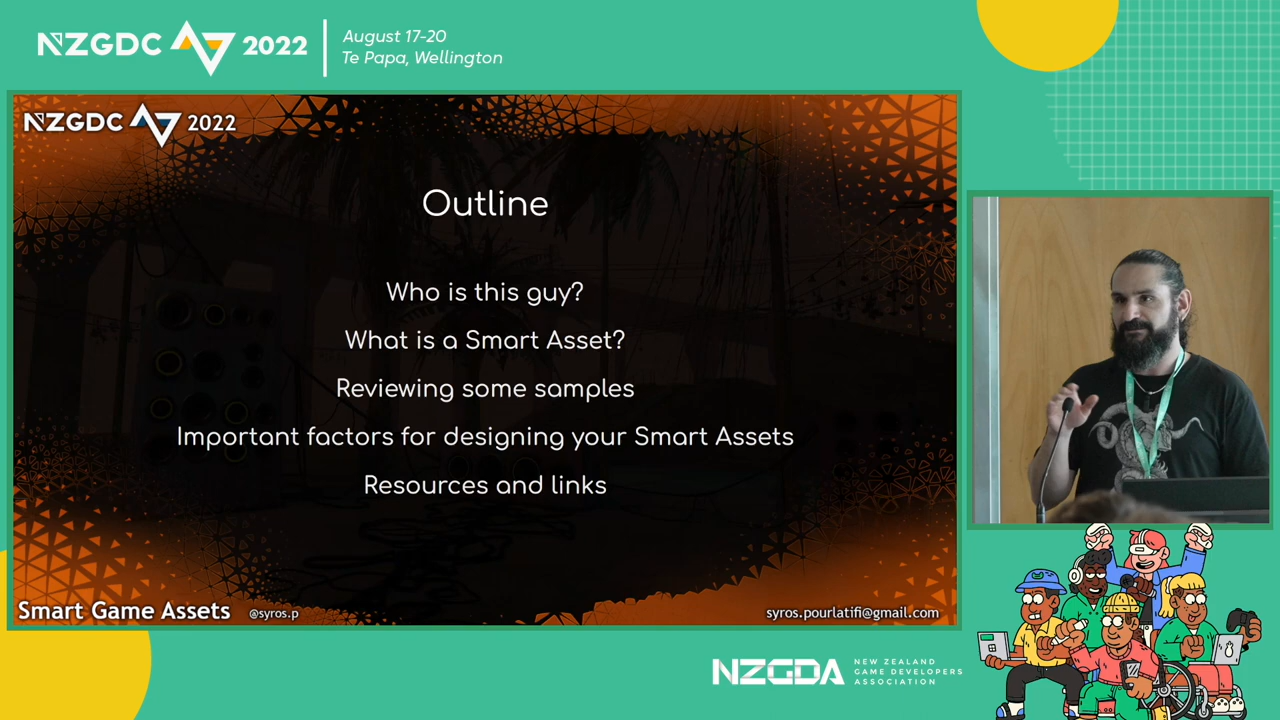 NZGDC 2022
August 17-20
Te Papa, Wellington
NZGDC 2022
Outline
Who is this guy?
What is a Smart Asset?
Reviewing some samples
Important factors for designing your Smart Assets
Resources and links
Smart Game Assets @syros.p
syros.pourlatifi@gmail.com
NZGDA
NEW ZEALAND
GAME DEVELOPERS
ASSOCIATION